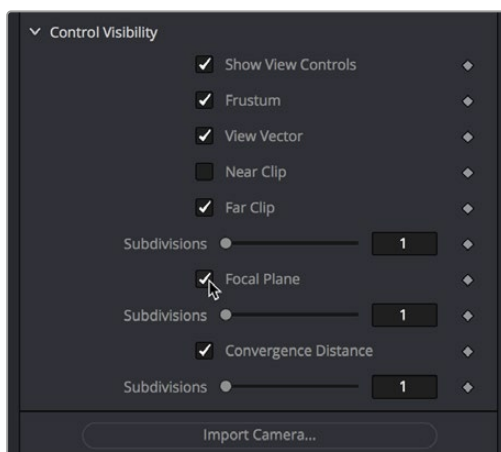 Control Visibility
Show View Controls
Frustum
View Vector
Near Clip
Far Clip
Subdivisions 1
Focal Plane
Subdivisions 1
Convergence Distance
Subdivisions 1
Import Camera...